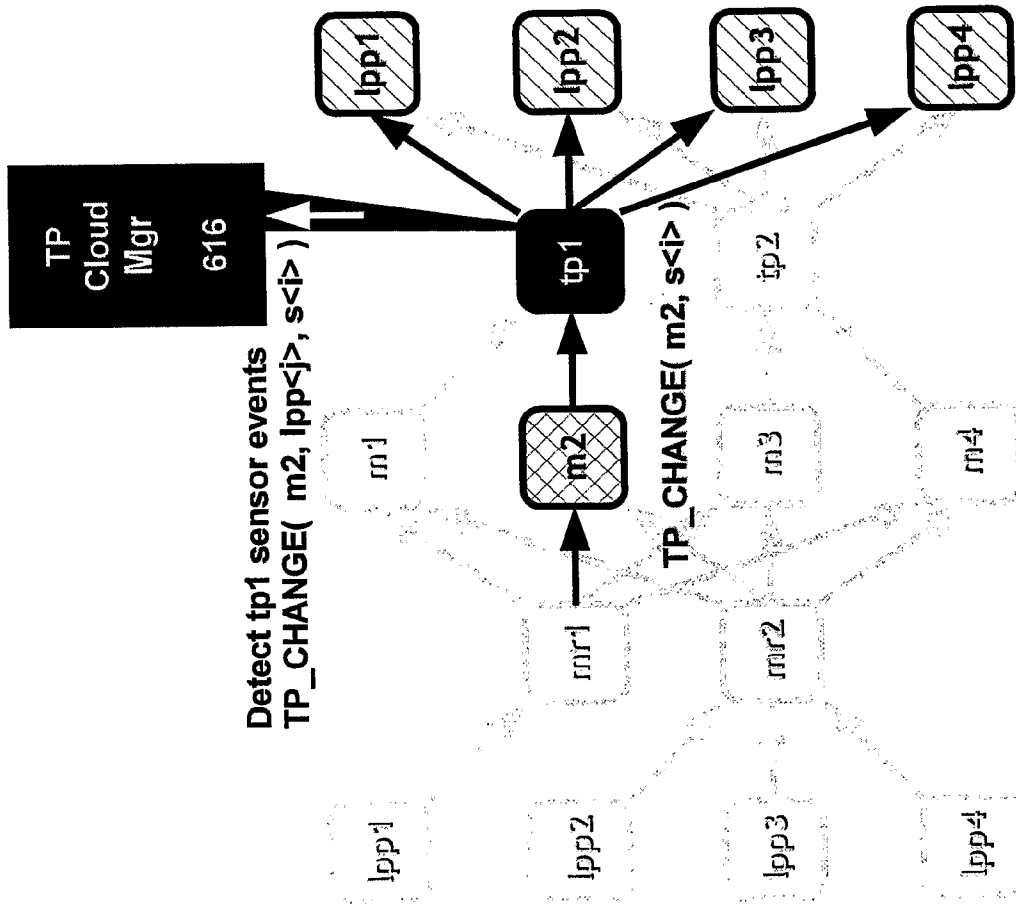 TP
Cloud
Mgr
616
Detect tp1 sensor events
TP_CHANGE( m2, lpp<j>, s<i> )
lpp1
lpp2
lpp3
lpp4
tp1
tp2
TP_CHANGE( m2, s<i> )
m1
m2
m3
m4
mr1
mr2
lpp1
lpp2
lpp3
lpp4